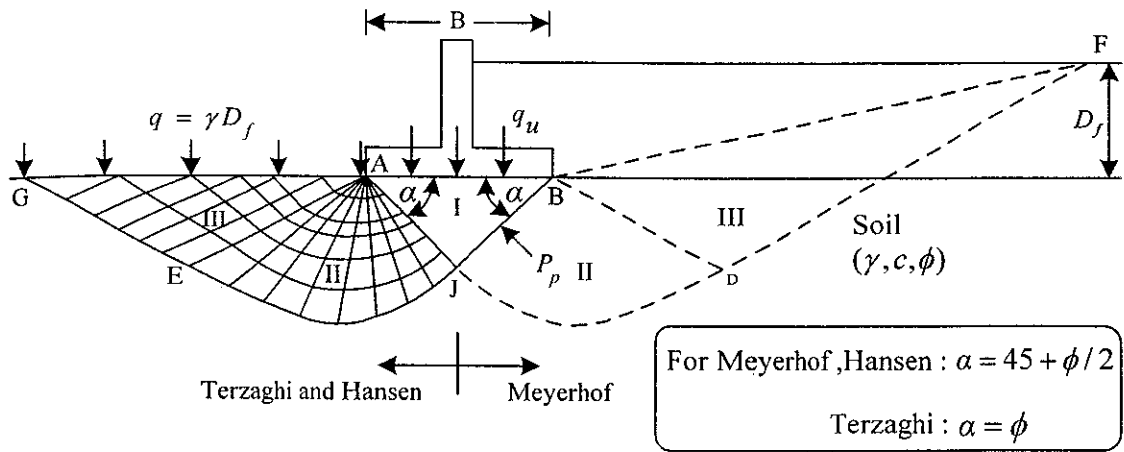 B
F
q = γD_f
q_u
D_f
A
G
α
α
B
I
III
III
Soil
(γ, c, ϕ)
E
II
P_p
II
J
D
For Meyerhof ,Hansen : α = 45 + ϕ / 2
Terzaghi and Hansen
Meyerhof
Terzaghi : α = ϕ